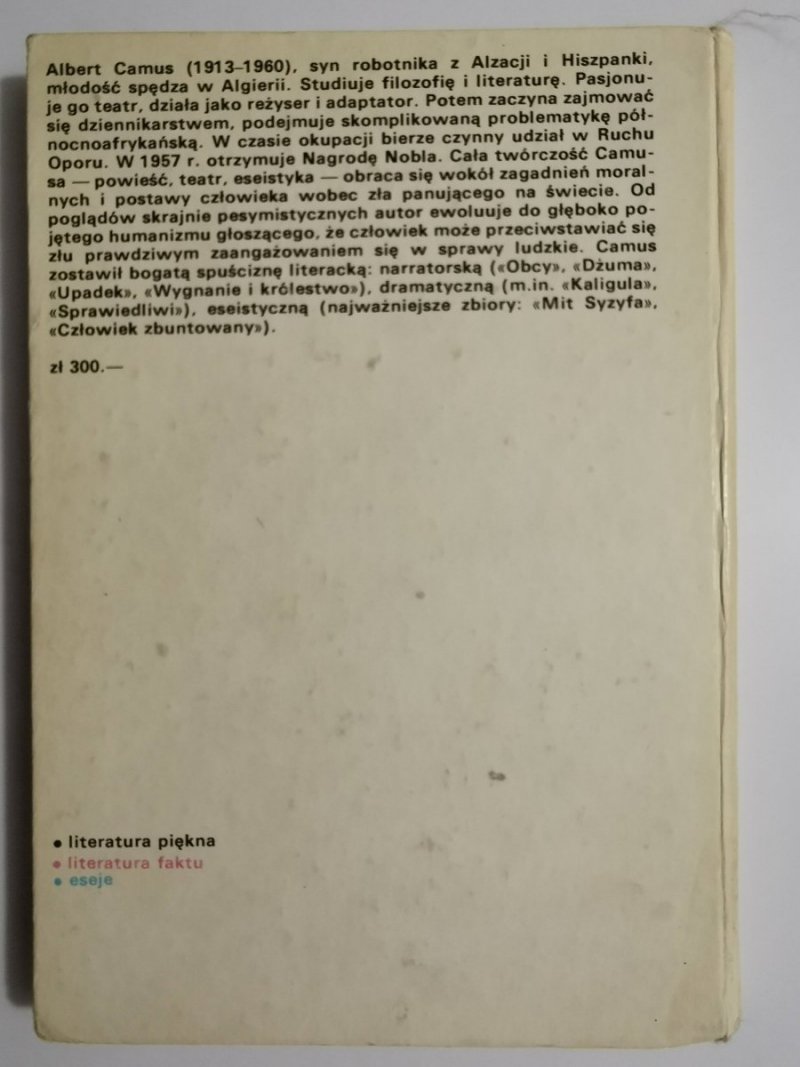 Albert Camus (1913–1960), syn robotnika z Alzacji i Hiszpanki,
młodość spędza w Algierii. Studiuje filozofię i literaturę. Pasjonu-
je go teatr, działa jako reżyser i adaptator. Potem zaczyna zajmować
się dziennikarstwem, podejmuje skomplikowaną problematykę pół-
nocnoafrykańską. W czasie okupacji bierze czynny udział w Ruchu
Oporu. W 1957 r. otrzymuje Nagrodę Nobla. Cała twórczość Camu-
sa — powieść, teatr, eseistyka — obraca się wokół zagadnień moral-
nych i postawy człowieka wobec zła panującego na świecie. Od
poglądów skrajnie pesymistycznych autor ewoluuje do głęboko po-
jętego humanizmu głoszącego, że człowiek może przeciwstawiać się
złu prawdziwym zaangażowaniem się w sprawy ludzkie. Camus
zostawił bogatą spuściznę literacką: narratorską («Obcy», «Dżuma»,
«Upadek», «Wygnanie i królestwo»), dramatyczną (m.in. «Kaligula»,
«Sprawiedliwi»), eseistyczną (najważniejsze zbiory: «Mit Syzyfa»,
«Człowiek zbuntowany»).
zł 300.—
• literatura piękna
• literatura faktu
• eseje